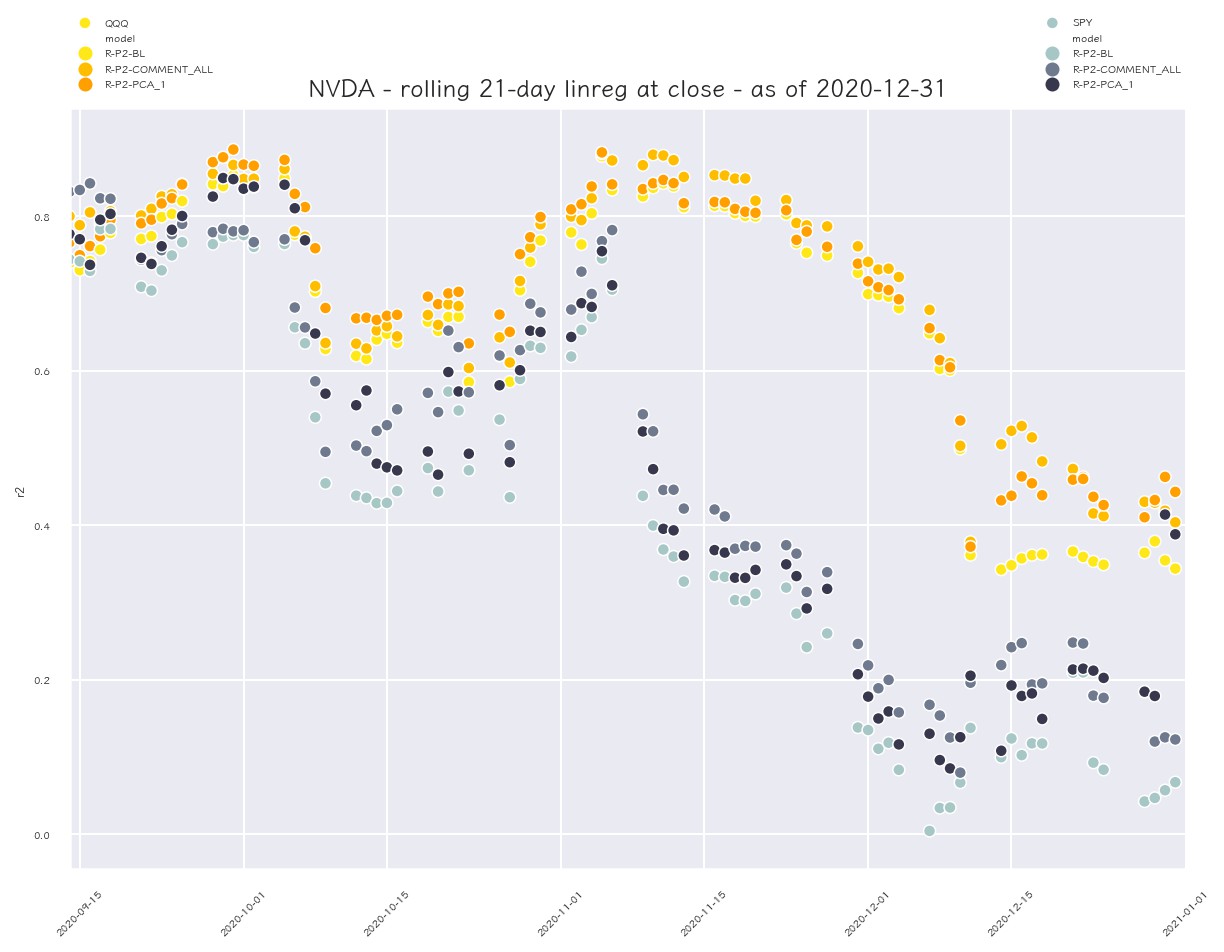 QQQ
model
R-P2-BL
R-P2-COMMENT_ALL
R-P2-PCA_1
SPY
model
R-P2-BL
R-P2-COMMENT_ALL
R-P2-PCA_1
NVDA - rolling 21-day linreg at close - as of 2020-12-31
r2
0.8
0.6
0.4
0.2
0.0
2020-09-15
2020-10-01
2020-10-15
2020-11-01
2020-11-15
2020-12-01
2020-12-15
2021-01-01